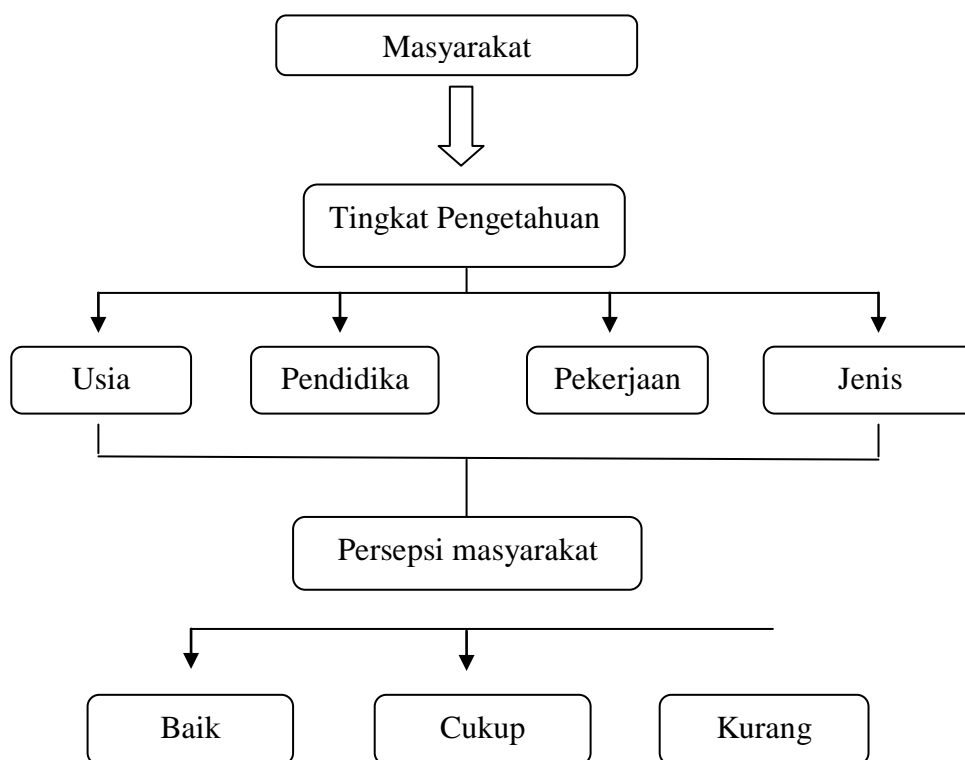 Masyarakat
Tingkat Pengetahuan
Usia
Pendidika
Pekerjaan
Jenis
Persepsi masyarakat
Baik
Cukup
Kurang